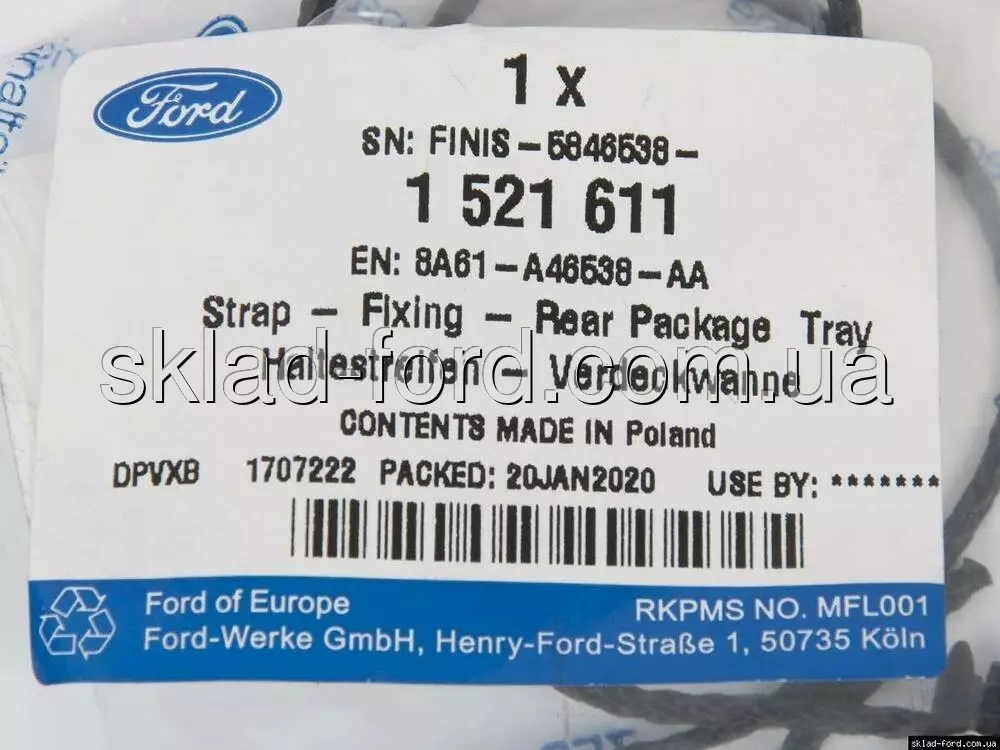 1 x
Ford
SN: FINIS-5846538-
1 521 611
EN: 8A61-A46538-AA
Strap - Fixing - Rear Package Tray
Haltestreifen - Verdeckwanne
sklad-ford.com.ua
CONTENTS MADE IN Poland
DPVXB 1707222 PACKED: 20JAN2020 USE BY: *******
Ford of Europe
RKPMS NO. MFL001
Ford-Werke GmbH, Henry-Ford-Straße 1, 50735 Köln
sklad-ford.com.ua